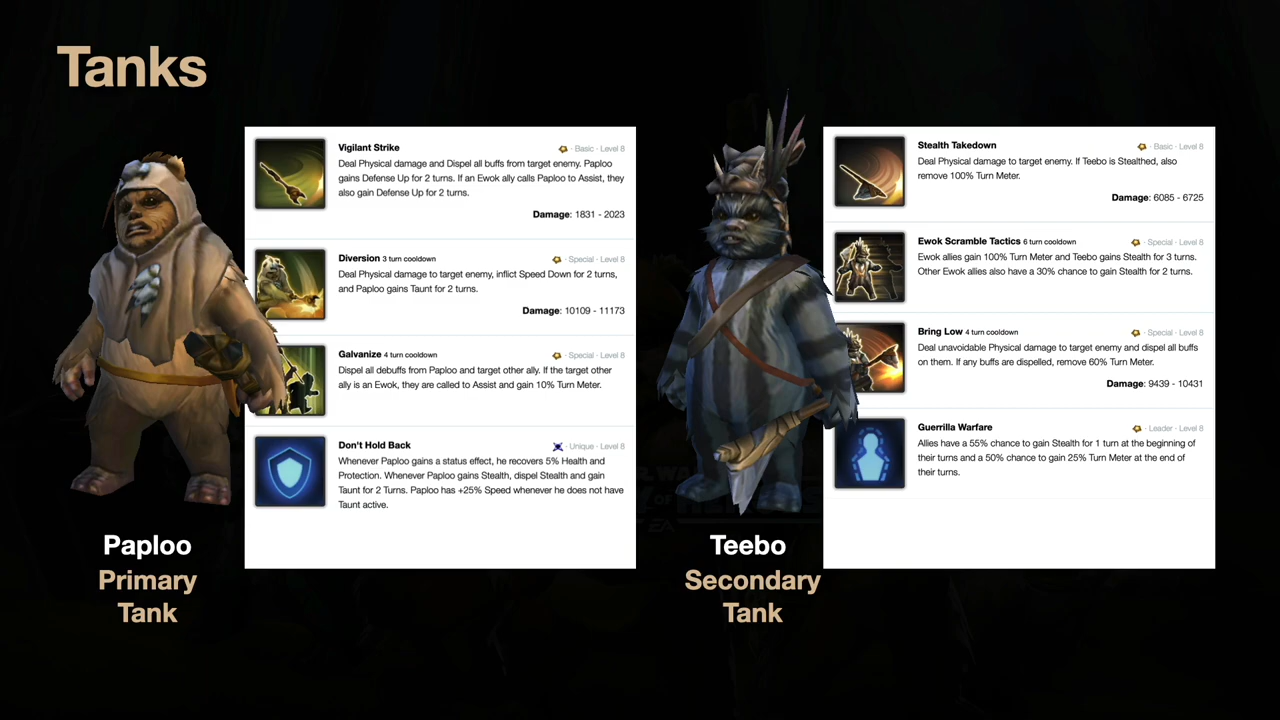 Tanks
Vigilant Strike
· Basic · Level 8
Deal Physical damage and Dispel all buffs from target enemy. Paploo
gains Defense Up for 2 turns. If an Ewok ally calls Paploo to Assist, they
also gain Defense Up for 2 turns.
Damage: 1831 - 2023
Diversion 3 turn cooldown
· Special · Level 8
Deal Physical damage to target enemy, inflict Speed Down for 2 turns,
and Paploo gains Taunt for 2 turns.
Damage: 10109 - 11173
Galvanize 4 turn cooldown
· Special · Level 8
Dispel all debuffs from Paploo and target other ally. If the target other
ally is an Ewok, they are called to Assist and gain 10% Turn Meter.
Don't Hold Back
· Unique · Level 8
Whenever Paploo gains a status effect, he recovers 5% Health and
Protection. Whenever Paploo gains Stealth, dispel Stealth and gain
Taunt for 2 Turns. Paploo has +25% Speed whenever he does not have
Taunt active.
Paploo
Primary
Tank
Stealth Takedown
· Basic · Level 8
Deal Physical damage to target enemy. If Teebo is Stealthed, also
remove 100% Turn Meter.
Damage: 6085 - 6725
Ewok Scramble Tactics 6 turn cooldown
· Special · Level 8
Ewok allies gain 100% Turn Meter and Teebo gains Stealth for 3 turns.
Other Ewok allies also have a 30% chance to gain Stealth for 2 turns.
Bring Low 4 turn cooldown
· Special · Level 8
Deal unavoidable Physical damage to target enemy and dispel all buffs
on them. If any buffs are dispelled, remove 60% Turn Meter.
Damage: 9439 - 10431
Guerrilla Warfare
· Leader · Level 8
Allies have a 55% chance to gain Stealth for 1 turn at the beginning of
their turns and a 50% chance to gain 25% Turn Meter at the end of
their turns.
EA
Teebo
Secondary
Tank